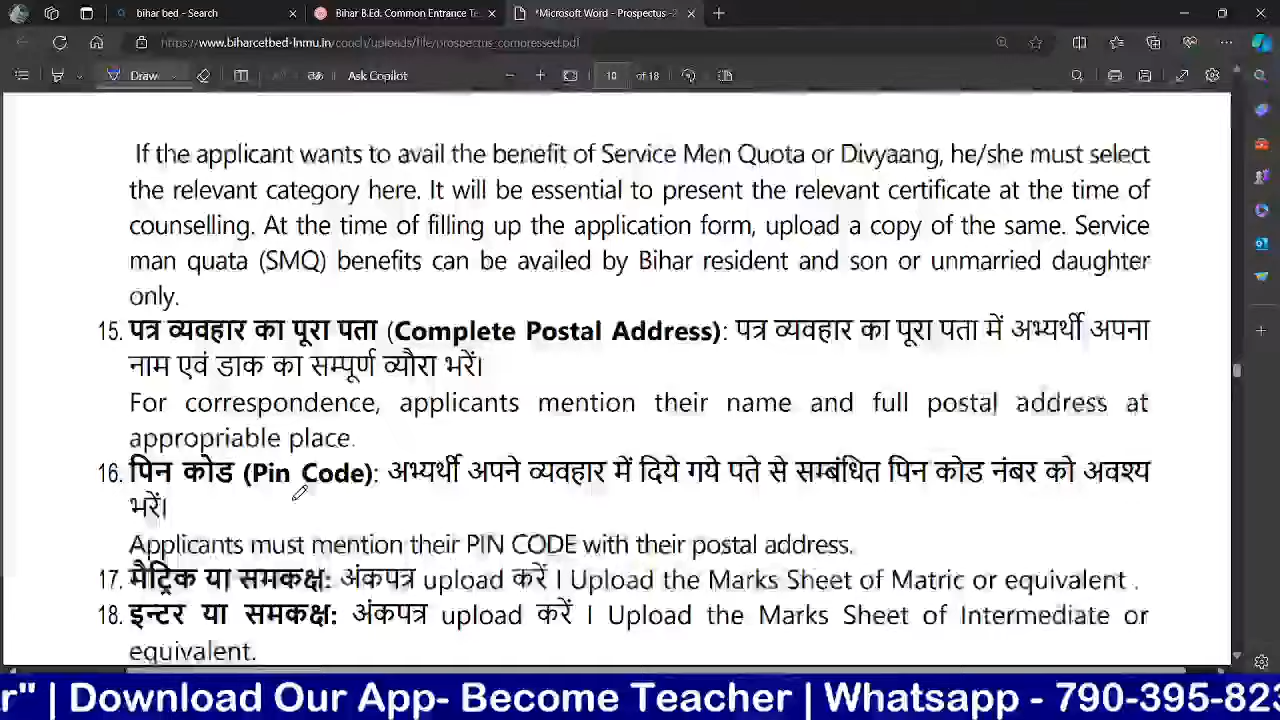 bihar bed - Search
Bihar B.Ed. Common Entrance Te
*Microsoft Word - Prospectus -2
https://www.biharcetbed-lnmu.in/
/uploads/file/prospectus_compressed.pdf
Draw
Ask Copilot
10 of 18
If the applicant wants to avail the benefit of Service Men Quota or Divyaang, he/she must select
the relevant category here. It will be essential to present the relevant certificate at the time of
counselling. At the time of filling up the application form, upload a copy of the same. Service
man quata (SMQ) benefits can be availed by Bihar resident and son or unmarried daughter
only.
15. पत्र व्यवहार का पूरा पता (Complete Postal Address): पत्र व्यवहार का पूरा पता में अभ्यर्थी अपना
नाम एवं डाक का सम्पूर्ण व्यौरा भरें।
For correspondence, applicants mention their name and full postal address at
appropriable place.
16. पिन कोड (Pin Code): अभ्यर्थी अपने व्यवहार में दिये गये पते से सम्बंधित पिन कोड नंबर को अवश्य
भरें।
Applicants must mention their PIN CODE with their postal address.
17. मैट्रिक या समकक्ष: अंकपत्र upload करें I Upload the Marks Sheet of Matric or equivalent .
18. इन्टर या समकक्ष: अंकपत्र upload करें I Upload the Marks Sheet of Intermediate or
equivalent.
r" | Download Our App- Become Teacher | Whatsapp - 790-395-823